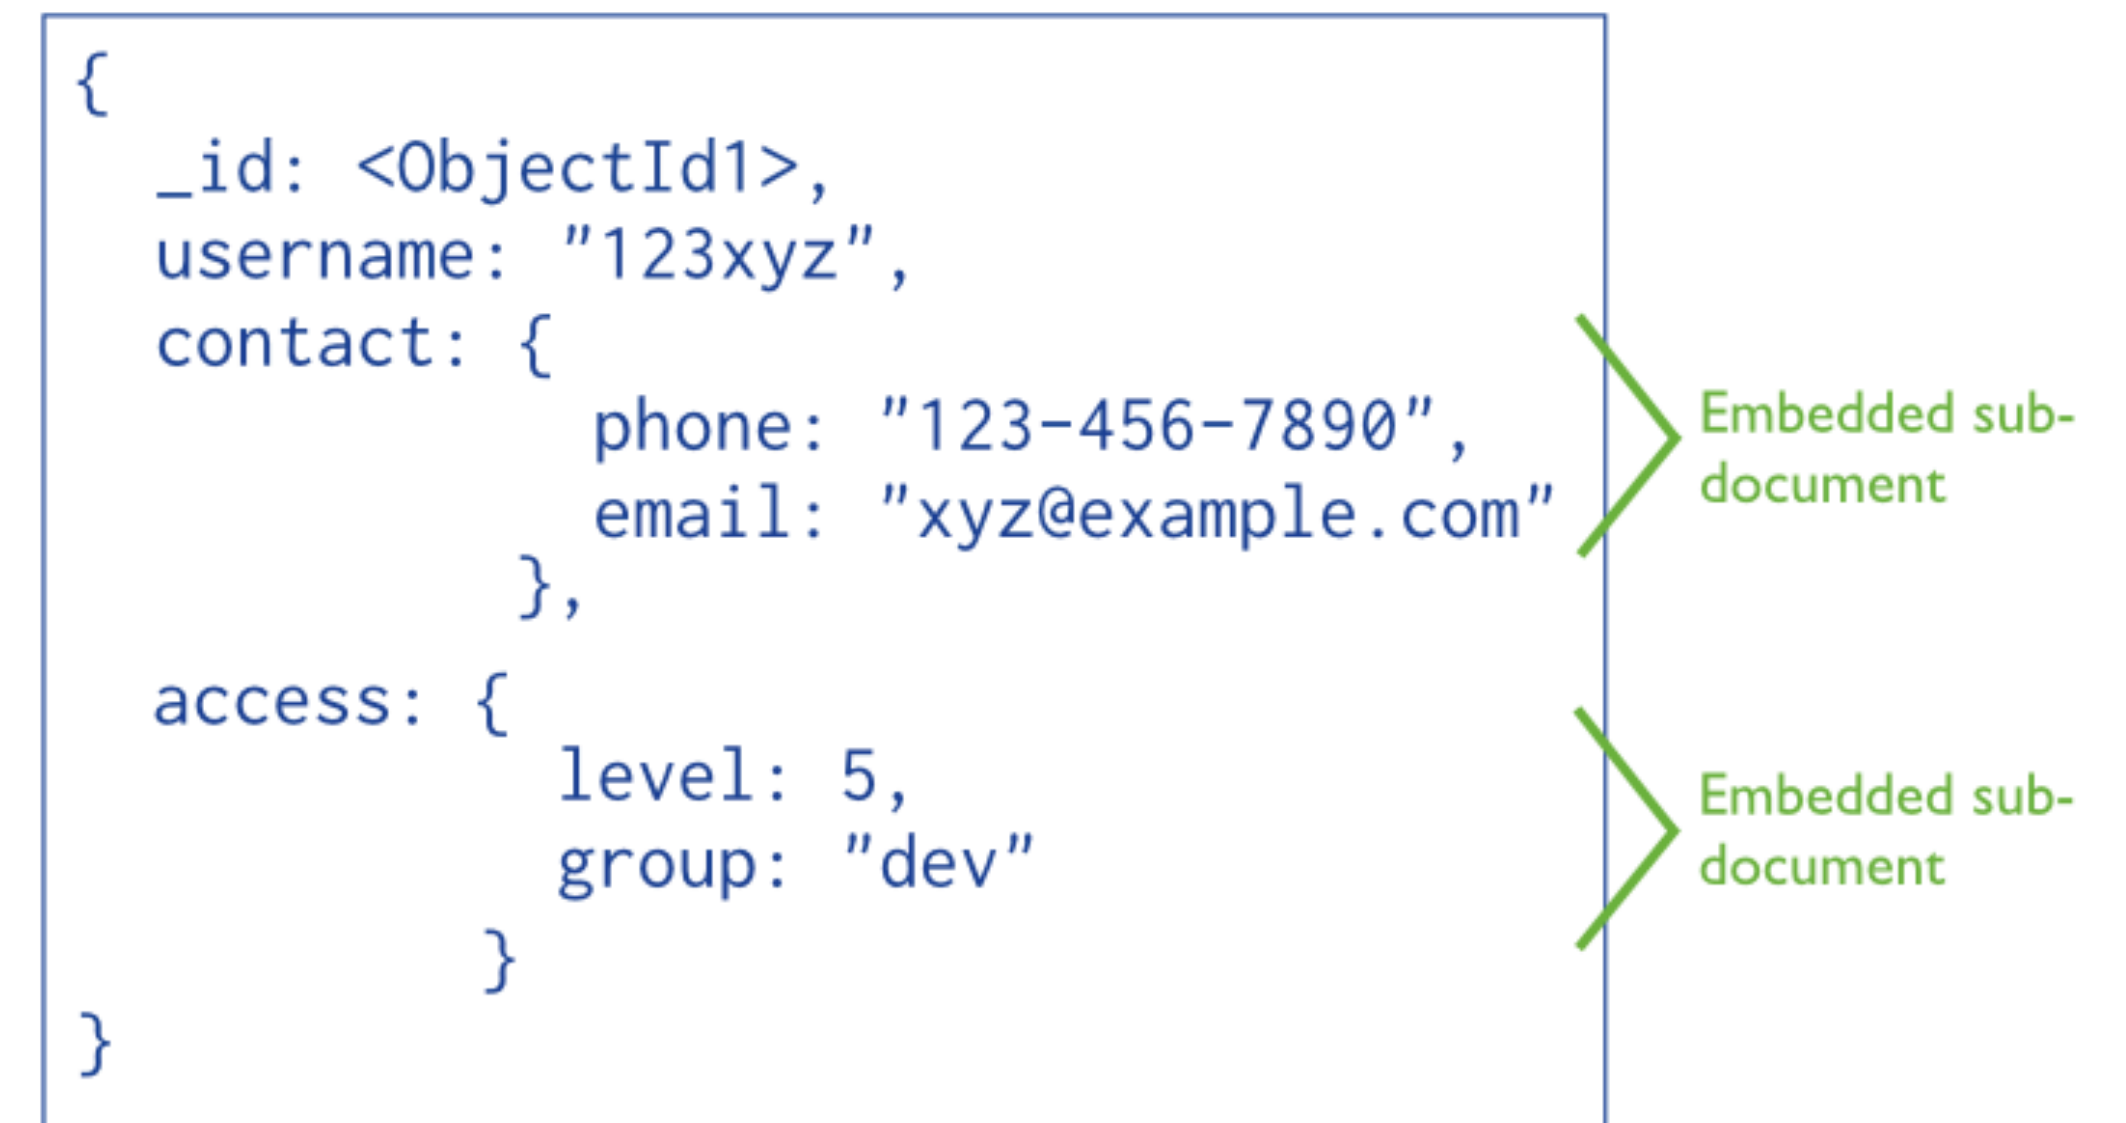 {
_id: <ObjectId1>,
username: "123xyz",
contact: {
phone: "123-456-7890",
email: "xyz@example.com"
},
access: {
level: 5,
group: "dev"
}
}
Embedded sub-
document
Embedded sub-
document